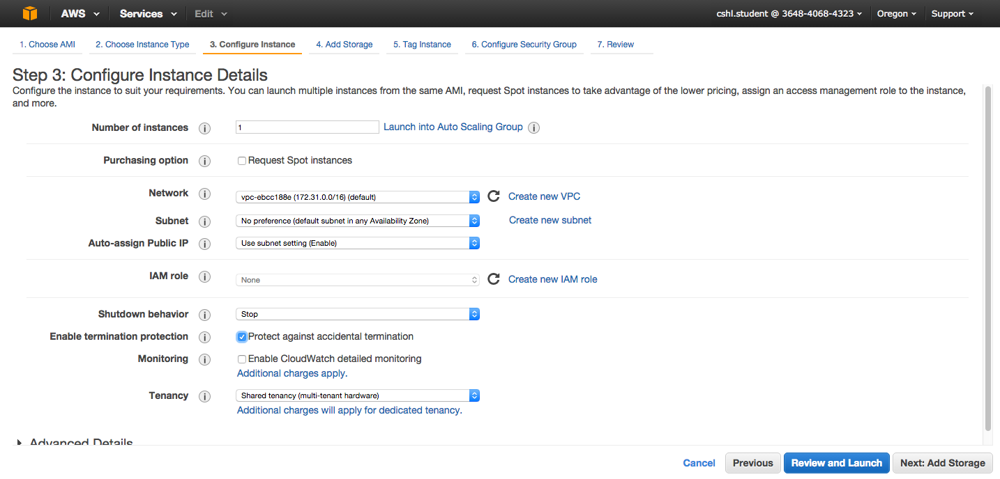 AWS Services Edit cshl.student @ 3648-4068-4323 Oregon Support
1. Choose AMI 2. Choose Instance Type 3. Configure Instance 4. Add Storage 5. Tag Instance 6. Configure Security Group 7. Review
Step 3: Configure Instance Details
Configure the instance to suit your requirements. You can launch multiple instances from the same AMI, request Spot instances to take advantage of the lower pricing, assign an access management role to the instance,
and more.
Number of instances i 1 Launch into Auto Scaling Group i
Purchasing option i Request Spot instances
Network i vpc-ebcc188e (172.31.0.0/16) (default) Create new VPC
Subnet i No preference (default subnet in any Availability Zone) Create new subnet
Auto-assign Public IP i Use subnet setting (Enable)
IAM role i None Create new IAM role
Shutdown behavior i Stop
Enable termination protection i Protect against accidental termination
Monitoring i Enable CloudWatch detailed monitoring
Additional charges apply.
Tenancy i Shared tenancy (multi-tenant hardware)
Additional charges will apply for dedicated tenancy.
Advanced Details
Cancel Previous Review and Launch Next: Add Storage